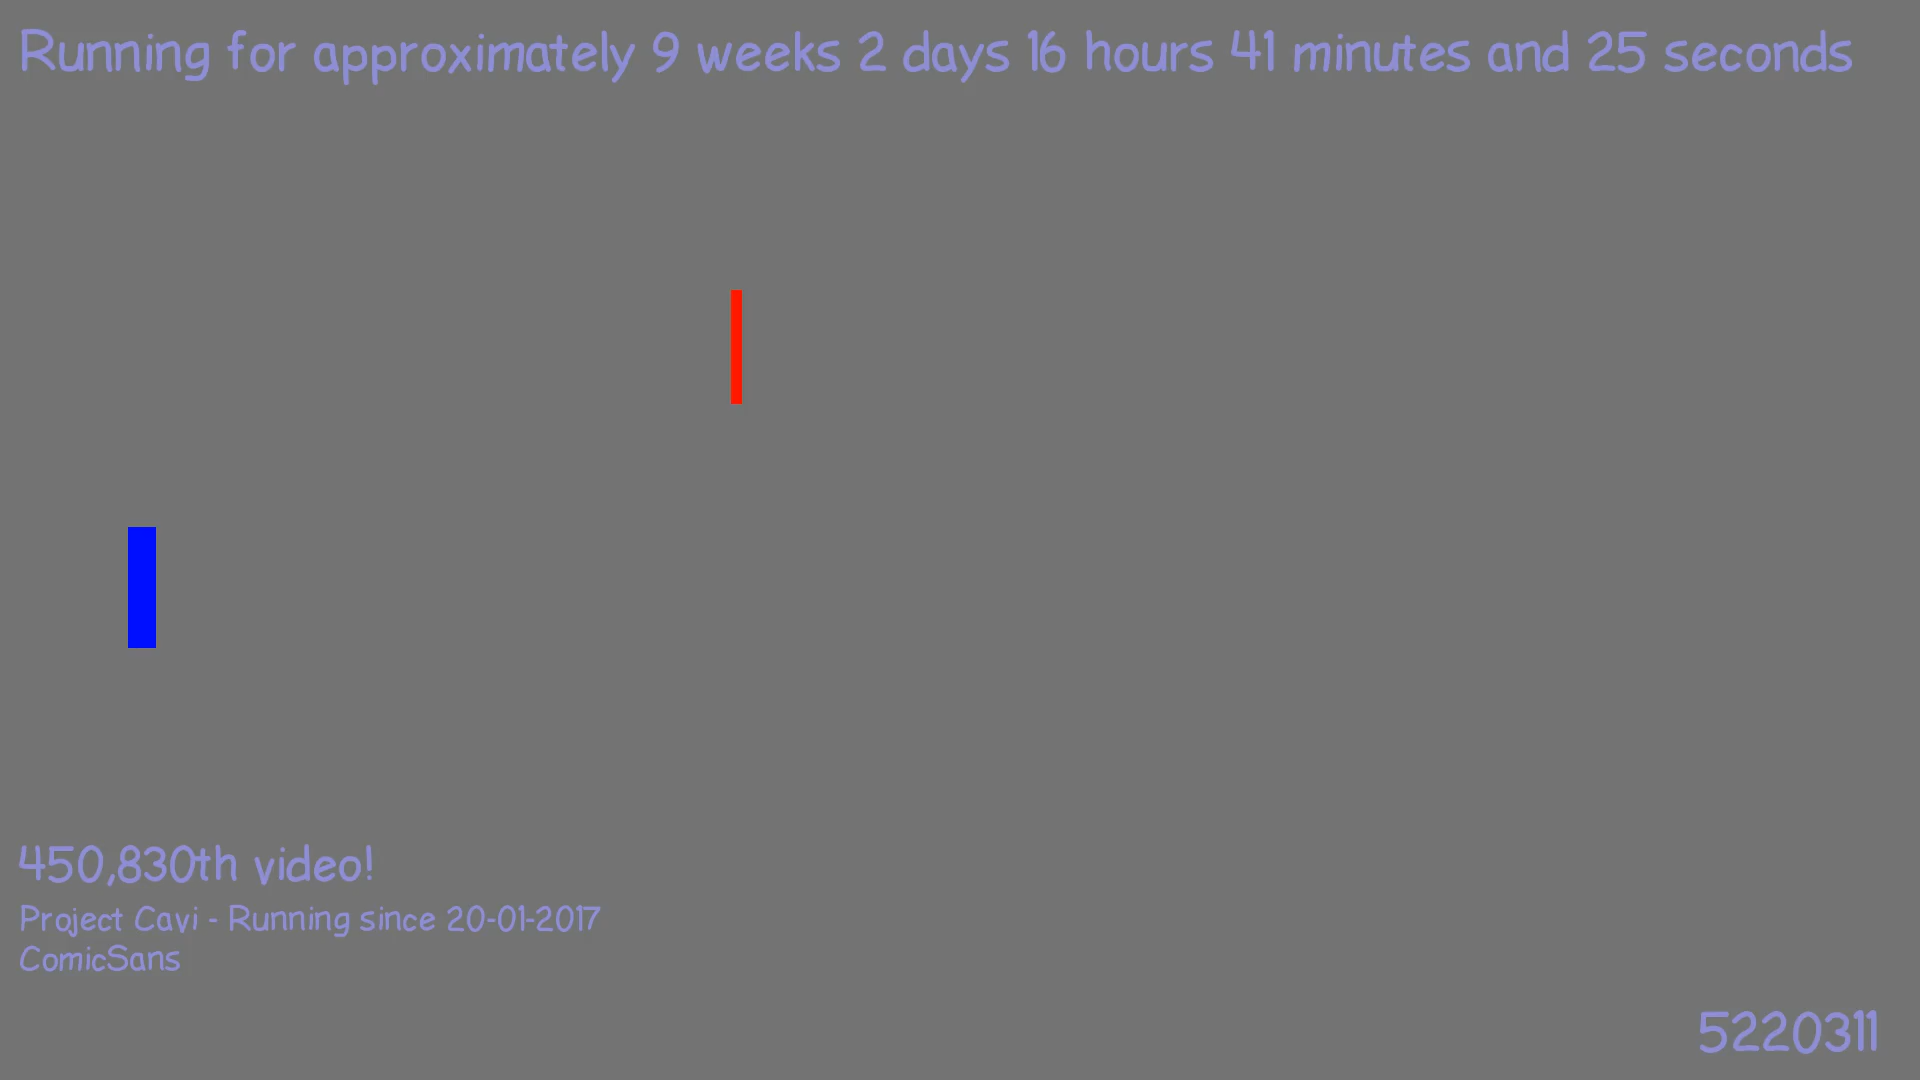 Running for approximately 9 weeks 2 days 16 hours 41 minutes and 25 seconds
450,830th video!
Project Cavi - Running since 20-01-2017
ComicSans
5220311